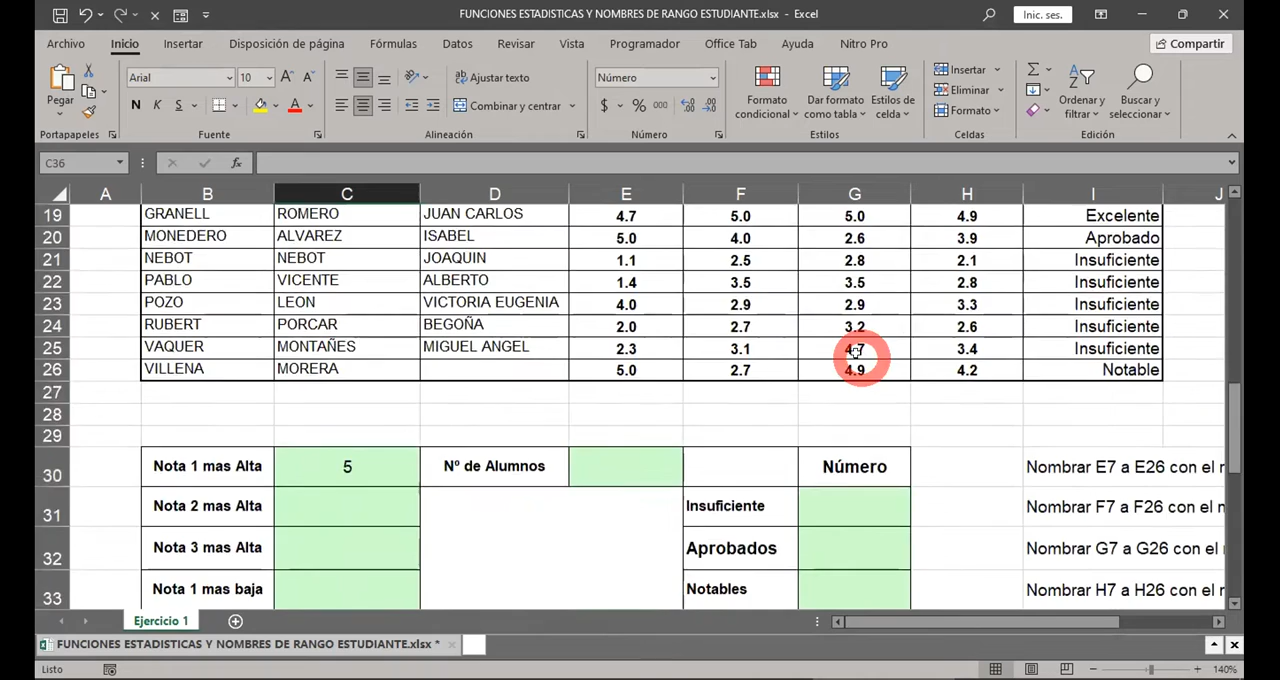 FUNCIONES ESTADISTICAS Y NOMBRES DE RANGO ESTUDIANTE.xlsx - Excel
Inic. ses.
Archivo Inicio Insertar Disposición de página Fórmulas Datos Revisar Vista Programador Office Tab Ayuda Nitro Pro Compartir
Pegar
Arial 10
N K S
Ajustar texto
Combinar y centrar
Número
$ % 000
Formato condicional
Dar formato como tabla
Estilos de celda
Insertar
Eliminar
Formato
Ordenar y filtrar
Buscar y seleccionar
Portapapeles Fuente Alineación Número Estilos Celdas Edición
C36 fx
A B C D E F G H I J
19 GRANELL ROMERO JUAN CARLOS 4.7 5.0 5.0 4.9 Excelente
20 MONEDERO ALVAREZ ISABEL 5.0 4.0 2.6 3.9 Aprobado
21 NEBOT NEBOT JOAQUIN 1.1 2.5 2.8 2.1 Insuficiente
22 PABLO VICENTE ALBERTO 1.4 3.5 3.5 2.8 Insuficiente
23 POZO LEON VICTORIA EUGENIA 4.0 2.9 2.9 3.3 Insuficiente
24 RUBERT PORCAR BEGOÑA 2.0 2.7 3.2 2.6 Insuficiente
25 VAQUER MONTAÑES MIGUEL ANGEL 2.3 3.1 4.7 3.4 Insuficiente
26 VILLENA MORERA 5.0 2.7 4.9 4.2 Notable
27
28
29
30 Nota 1 mas Alta 5 Nº de Alumnos Número Nombrar E7 a E26 con el
31 Nota 2 mas Alta Insuficiente Nombrar F7 a F26 con el
32 Nota 3 mas Alta Aprobados Nombrar G7 a G26 con el
33 Nota 1 mas baja Notables Nombrar H7 a H26 con el
Ejercicio 1
FUNCIONES ESTADISTICAS Y NOMBRES DE RANGO ESTUDIANTE.xlsx *
Listo 140%